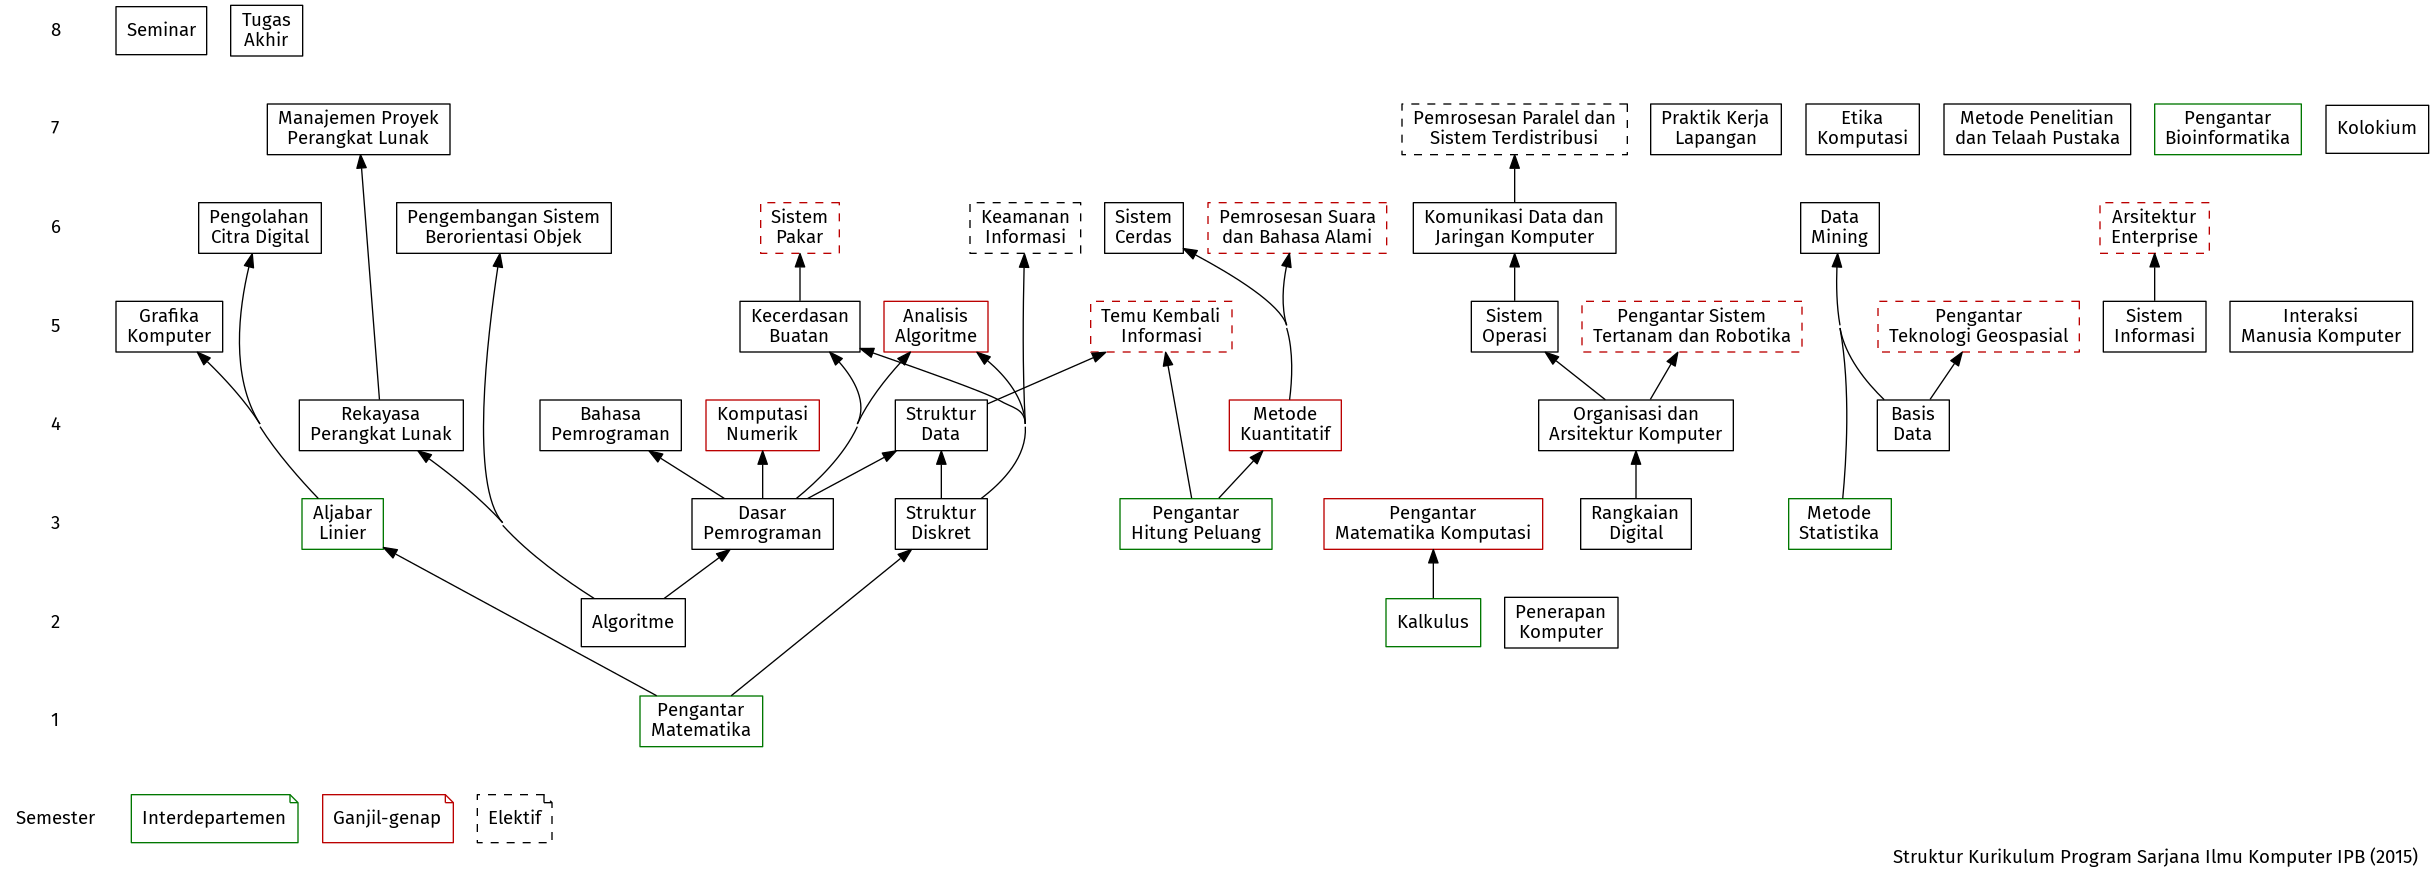 8
Seminar
Tugas
Akhir
7
Manajemen Proyek
Perangkat Lunak
Pemrosesan Paralel dan
Sistem Terdistribusi
Praktik Kerja
Lapangan
Etika
Komputasi
Metode Penelitian
dan Telaah Pustaka
Pengantar
Bioinformatika
Kolokium
6
Pengolahan
Citra Digital
Pengembangan Sistem
Berorientasi Objek
Sistem
Pakar
Keamanan
Informasi
Sistem
Cerdas
Pemrosesan Suara
dan Bahasa Alami
Komunikasi Data dan
Jaringan Komputer
Data
Mining
Arsitektur
Enterprise
5
Grafika
Komputer
Kecerdasan
Buatan
Analisis
Algoritme
Temu Kembali
Informasi
Sistem
Operasi
Pengantar Sistem
Tertanam dan Robotika
Pengantar
Teknologi Geospasial
Sistem
Informasi
Interaksi
Manusia Komputer
4
Rekayasa
Perangkat Lunak
Bahasa
Pemrograman
Komputasi
Numerik
Struktur
Data
Metode
Kuantitatif
Organisasi dan
Arsitektur Komputer
Basis
Data
3
Aljabar
Linier
Dasar
Pemrograman
Struktur
Diskret
Pengantar
Hitung Peluang
Pengantar
Matematika Komputasi
Rangkaian
Digital
Metode
Statistika
2
Algoritme
Kalkulus
Penerapan
Komputer
1
Pengantar
Matematika
Semester
Interdepartemen
Ganjil-genap
Elektif
Struktur Kurikulum Program Sarjana Ilmu Komputer IPB (2015)